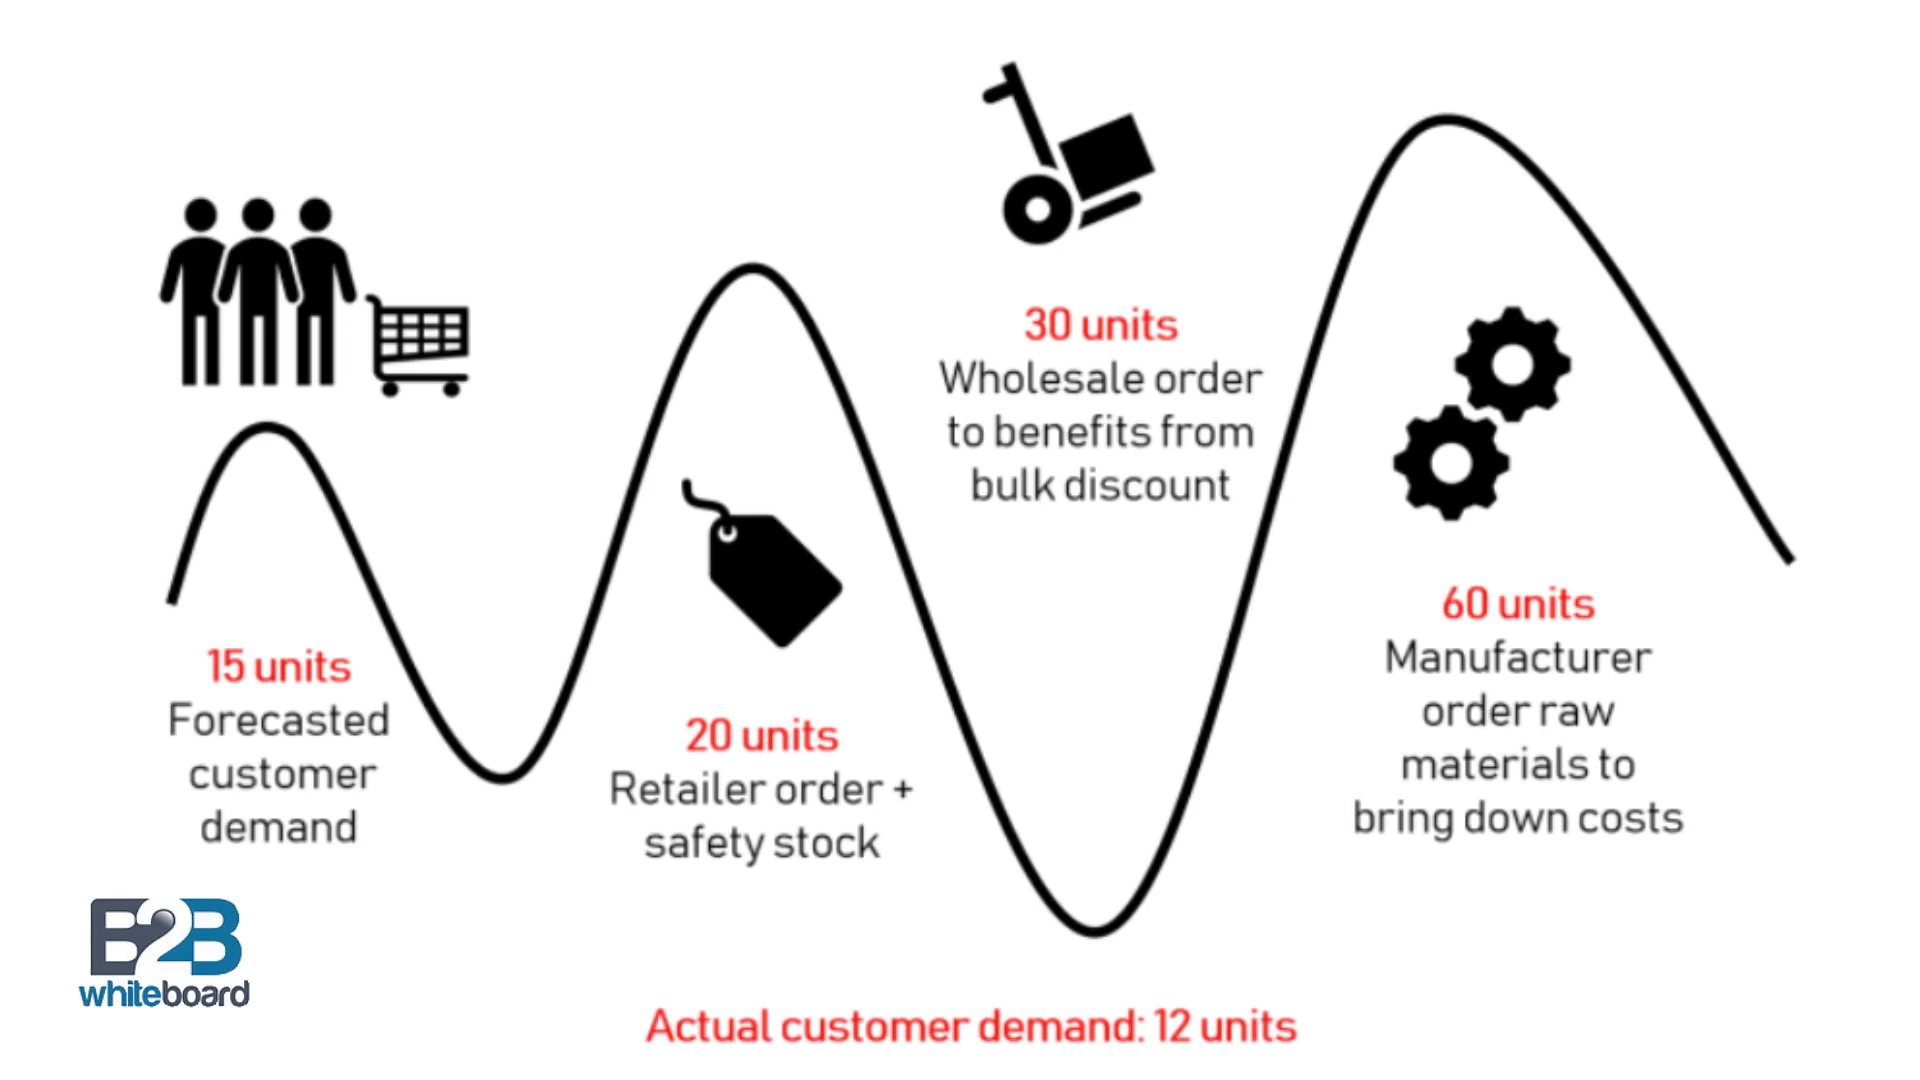 30 units
Wholesale order
to benefits from
bulk discount
15 units
Forecasted
customer
demand
20 units
Retailer order +
safety stock
60 units
Manufacturer
order raw
materials to
bring down costs
B2B
whiteboard
Actual customer demand: 12 units